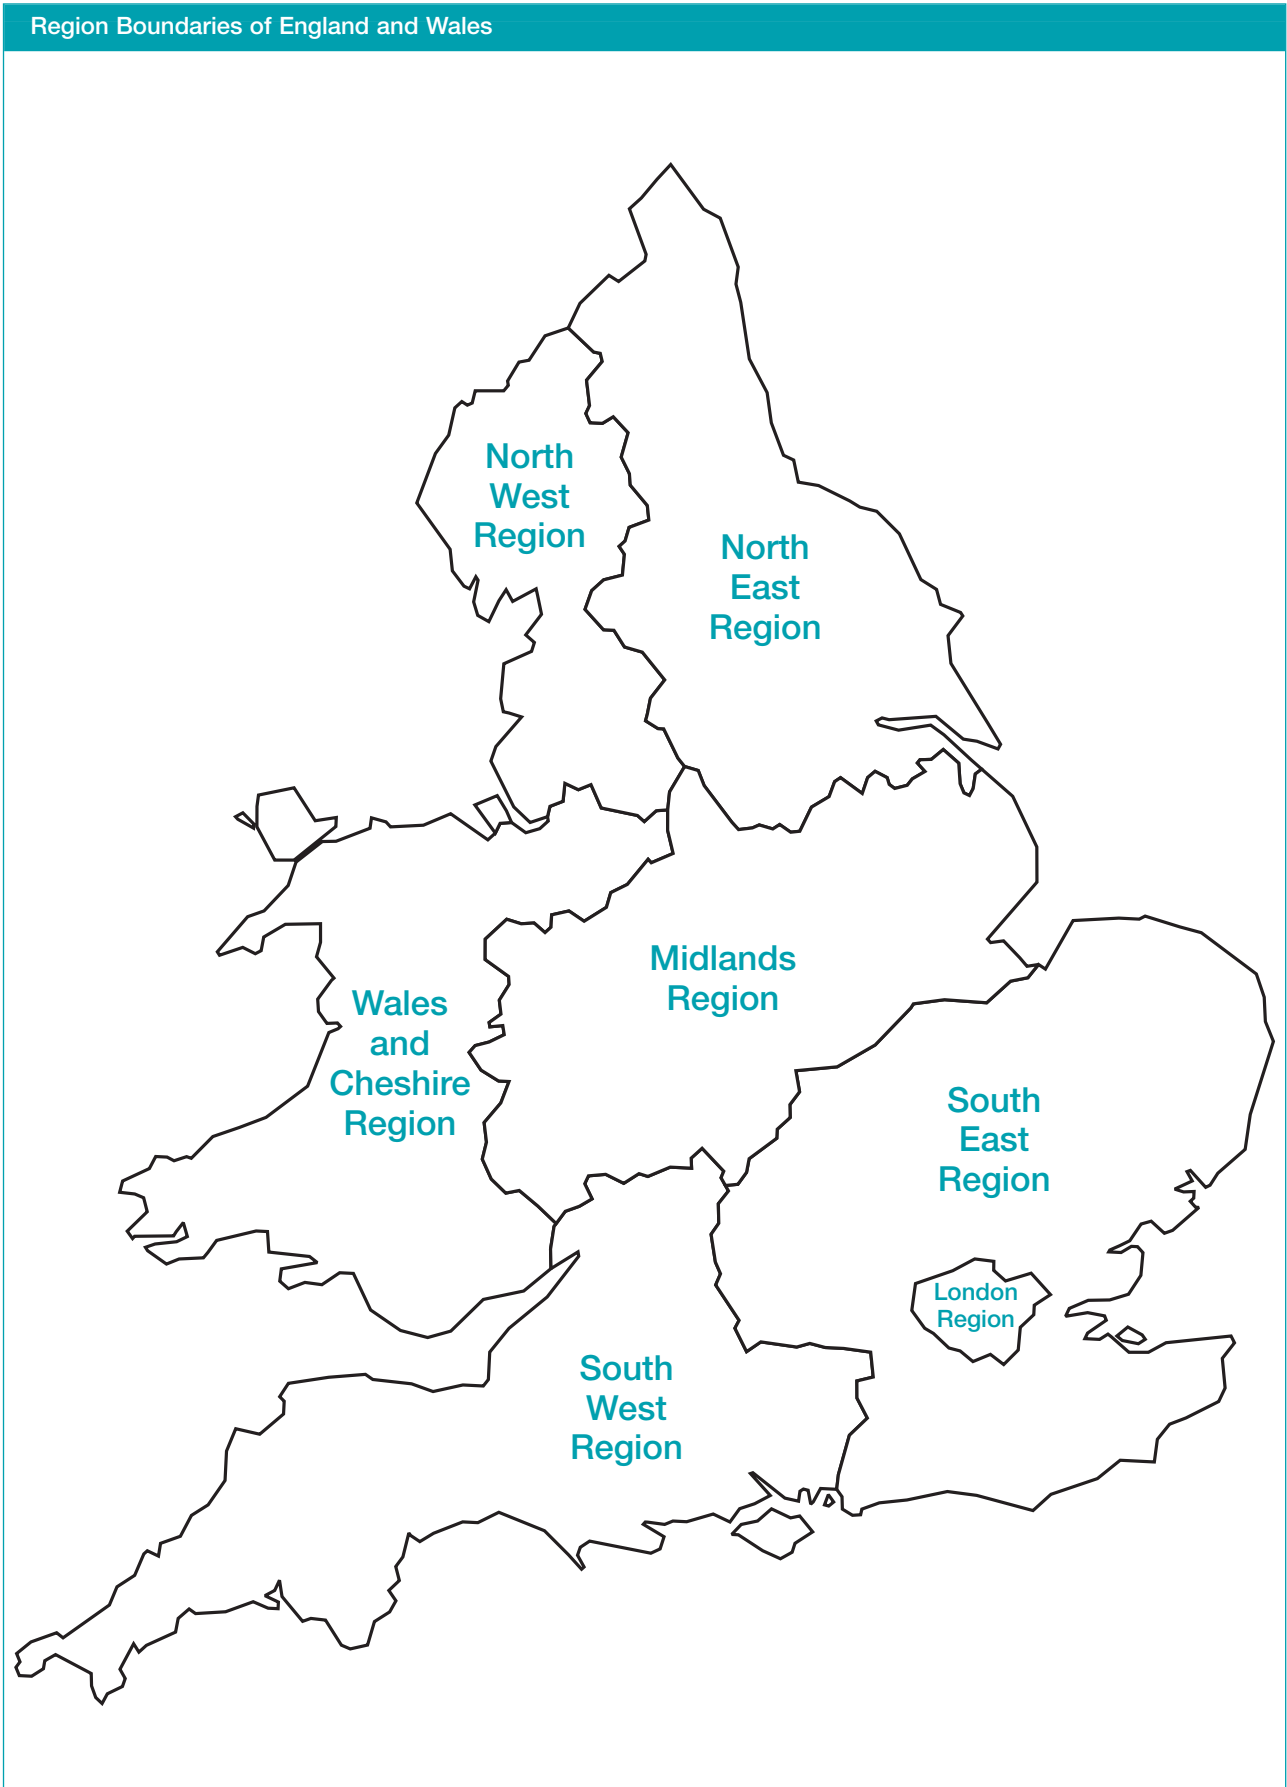 Region Boundaries of England and Wales
North
West
Region
North
East
Region
Midlands
Region
Wales
and
Cheshire
Region
South
East
Region
London
Region
South
West
Region